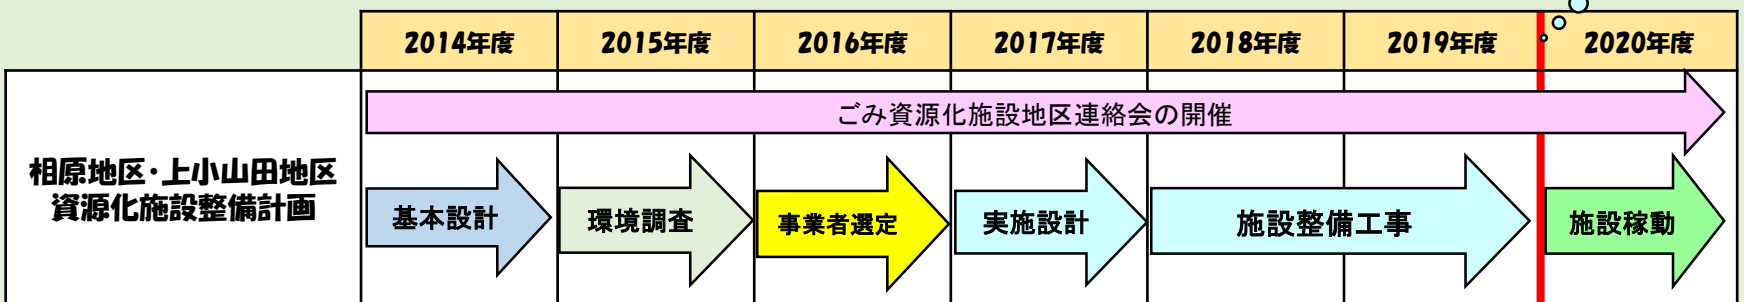 2014年度 2015年度 2016年度 2017年度 2018年度 2019年度 2020年度
ごみ資源化施設地区連絡会の開催
相原地区・上小山田地区
資源化施設整備計画
基本設計 環境調査 事業者選定 実施設計 施設整備工事 施設稼動